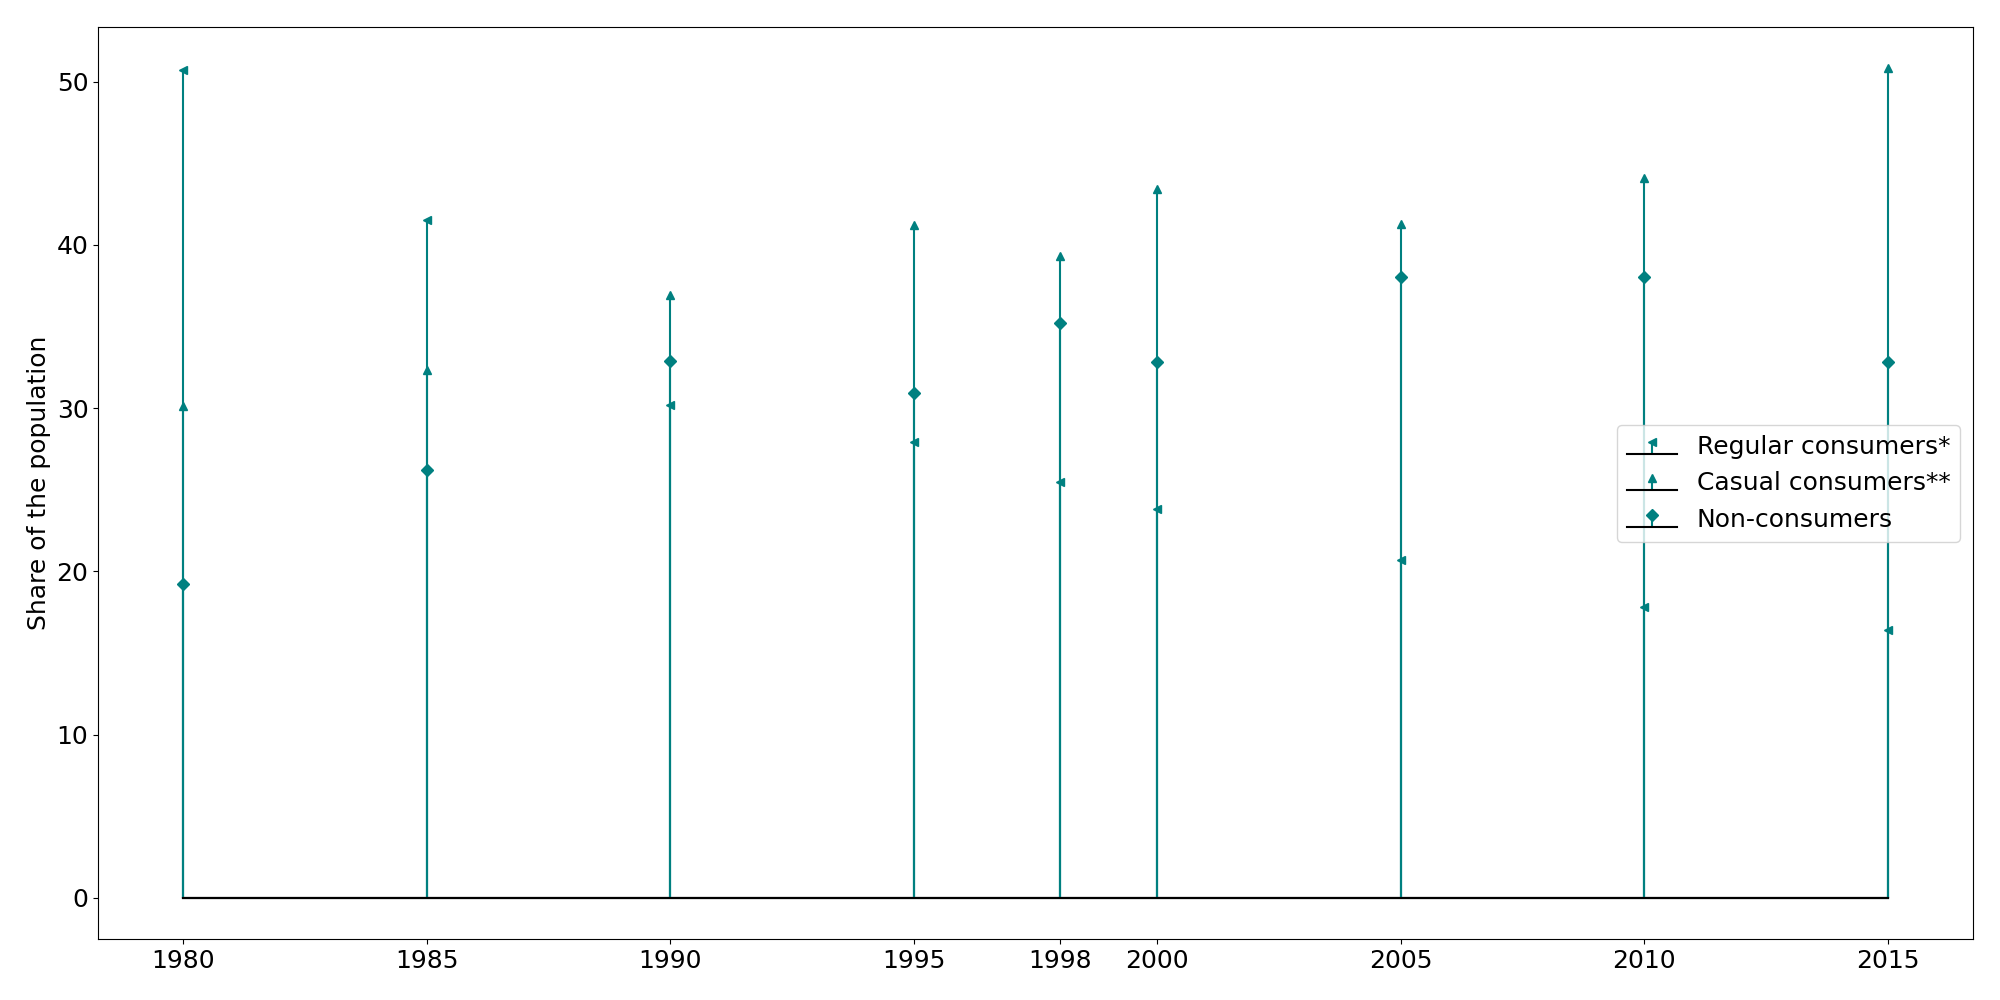 50
40
30
20
10
0
Share of the population
Regular consumers*
Casual consumers**
Non-consumers
1980 1985 1990 1995 1998 2000 2005 2010 2015